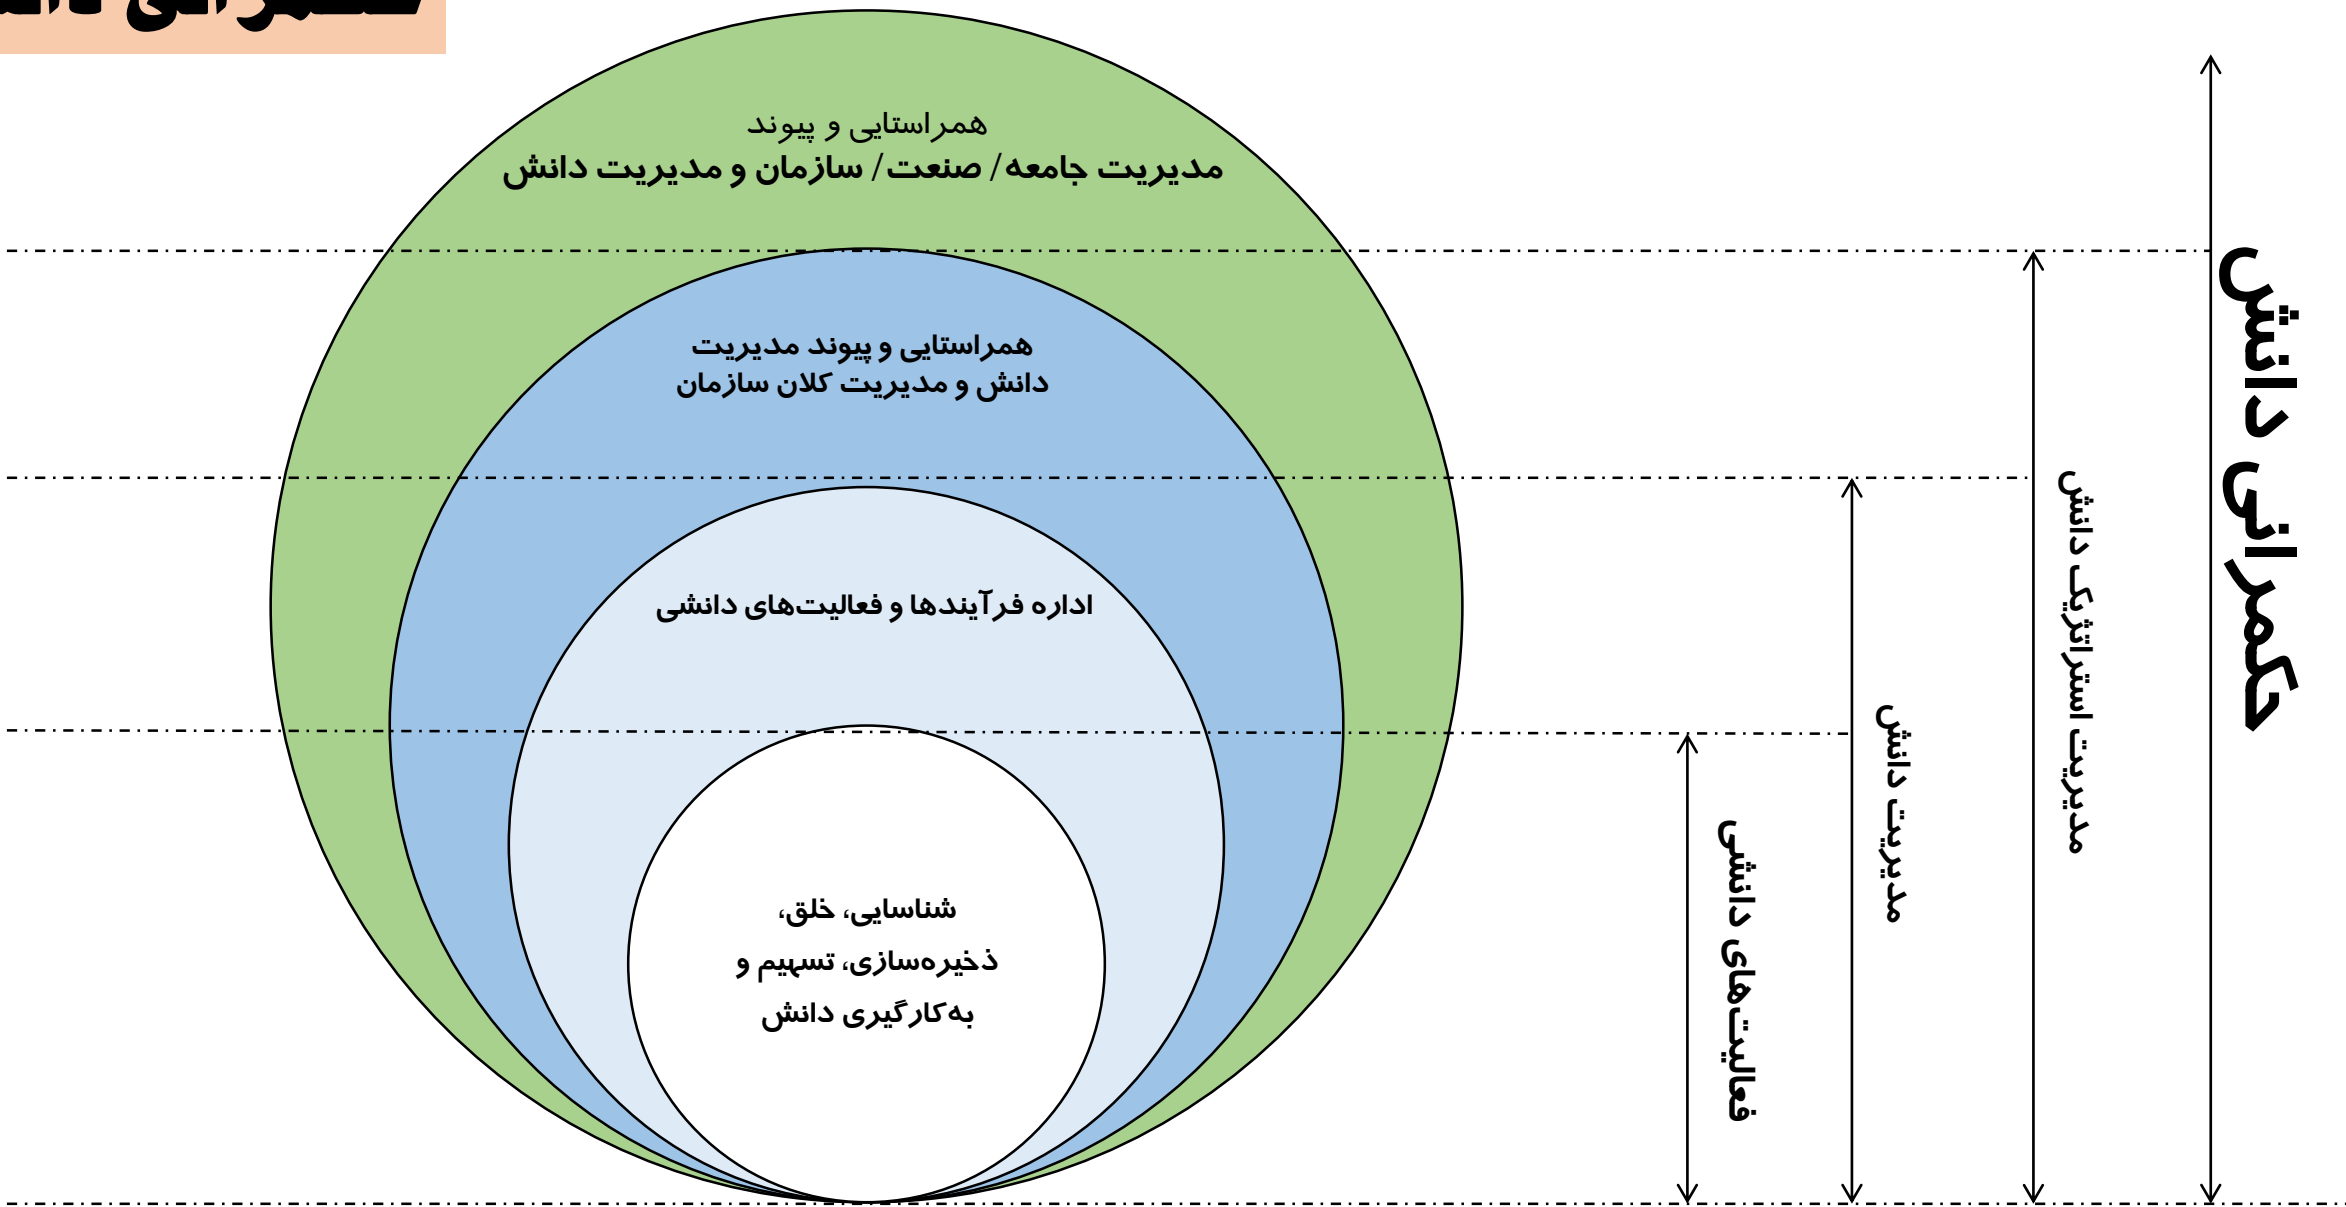 همراستایی و پیوند
مدیریت جامعه/ صنعت/ سازمان و مدیریت دانش
همراستایی و پیوند مدیریت
دانش و مدیریت کلان سازمان
اداره فرآیندها و فعالیت‌های دانشی
شناسایی، خلق،
ذخیره‌سازی، تسهیم و
به‌کارگیری دانش
حکمرانی دانش
مدیریت استراتژیک دانش
مدیریت دانش
فعالیت‌های دانشی